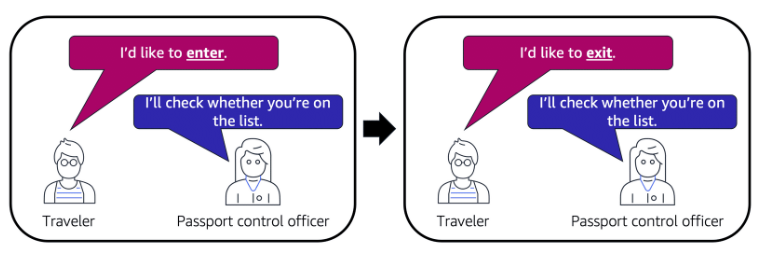 I'd like to enter.
I'll check whether you're on
the list.
Traveler
Passport control officer
I'd like to exit.
I'll check whether you're on
the list.
Traveler
Passport control officer